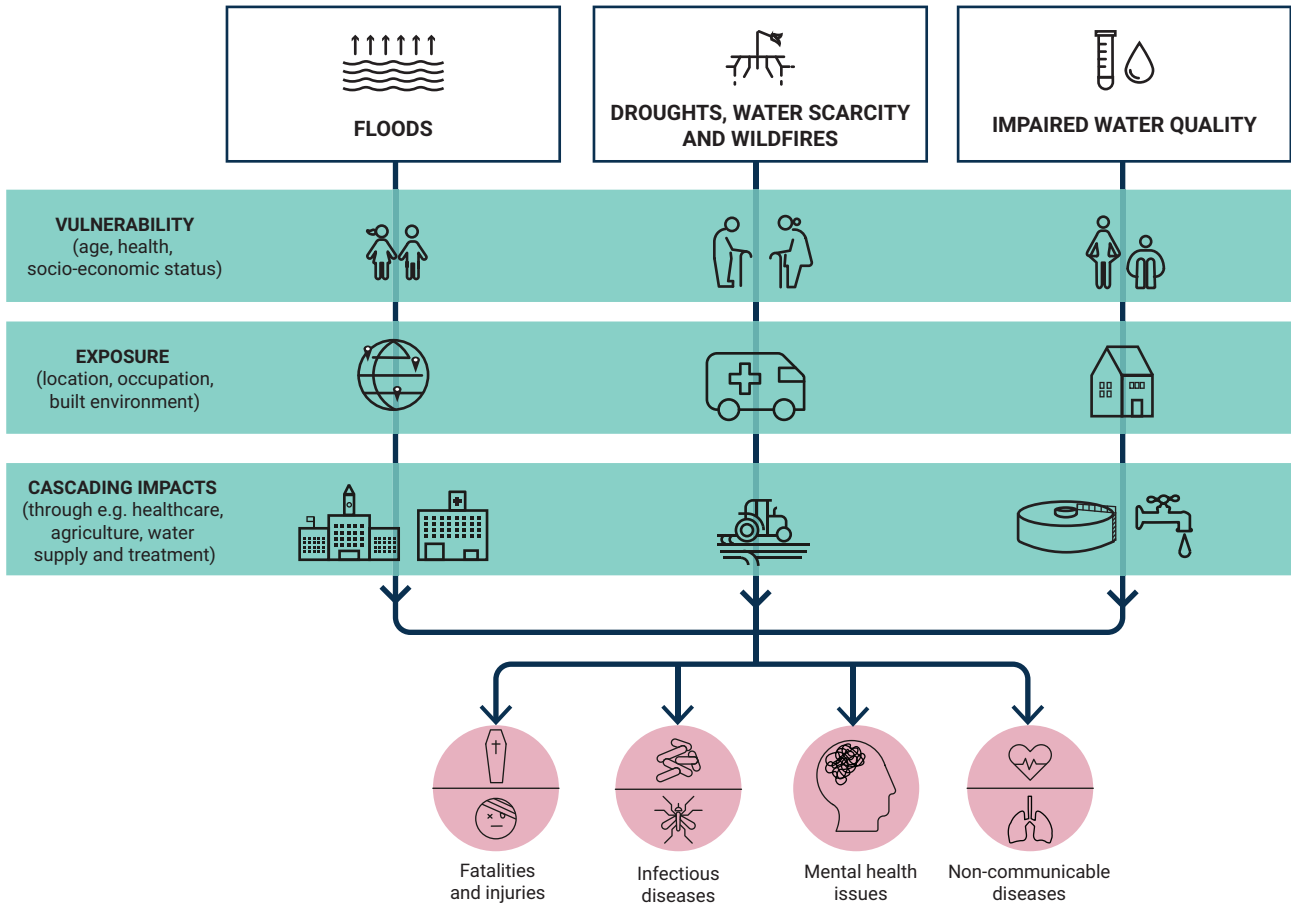 FLOODS
DROUGHTS, WATER SCARCITY
AND WILDFIRES
IMPAIRED WATER QUALITY
VULNERABILITY
(age, health,
socio-economic status)
EXPOSURE
(location, occupation,
built environment)
CASCADING IMPACTS
(through e.g. healthcare,
agriculture, water
supply and treatment)
Fatalities
and injuries
Infectious
diseases
Mental health
issues
Non-communicable
diseases